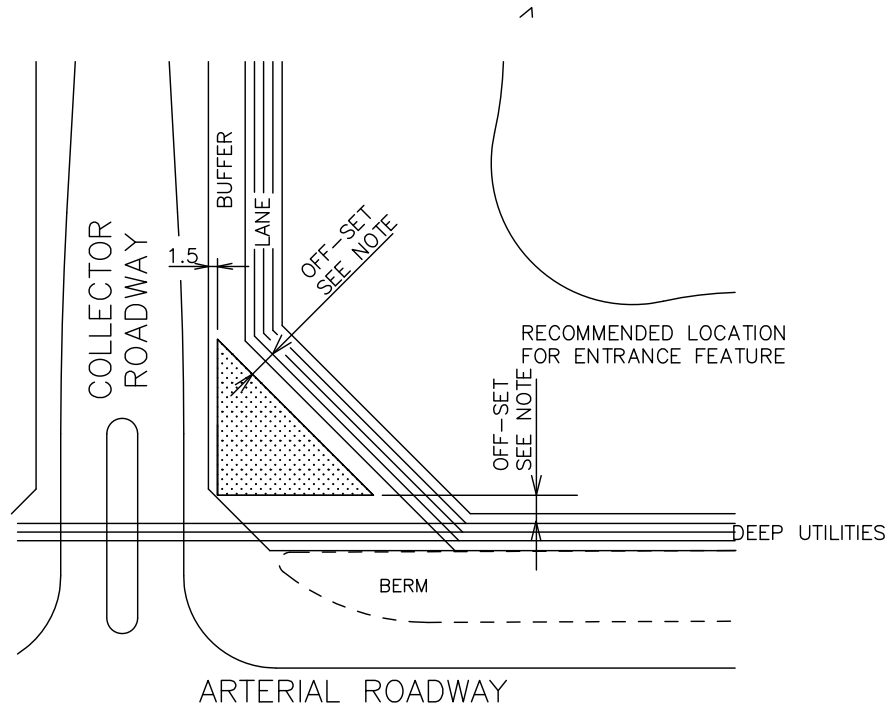 BUFFER
LANE
COLLECTOR
ROADWAY
1.5
OFF-SET
SEE NOTE
RECOMMENDED LOCATION
FOR ENTRANCE FEATURE
OFF-SET
SEE NOTE
DEEP UTILITIES
BERM
ARTERIAL ROADWAY